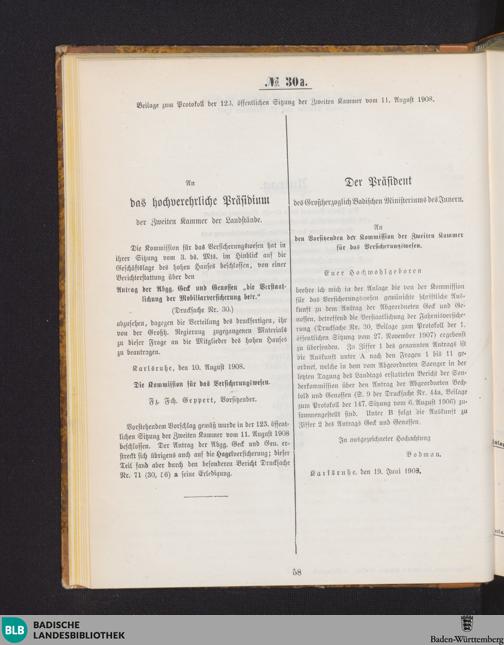 № 30a.
Beilage zum Protokoll der 123. öffentlichen Sitzung der Zweiten Kammer vom 11. August 1908.
An
das hochverehrliche Präsidium
der Zweiten Kammer der Landstände.
Die Kommission für das Versicherungswesen hat in
ihrer Sitzung vom 3. ds. Mts. im Hinblick auf die
Geschäftslage des hohen Hauses beschlossen, von einer
Berichterstattung über den
Antrag der Abgg. Geck und Genossen „die Verstaat-
lichung der Mobiliarversicherung betr."
(Drucksache Nr. 30.)
abzusehen, dagegen die Verteilung des druckfertigen, ihr
von der Großh. Regierung zugegangenen Materials
zu dieser Frage an die Mitglieder des hohen Hauses
zu beantragen.
Karlsruhe, den 10. August 1908.
Die Kommission für das Versicherungswesen.
Fz. Sch. Geppert, Vorsitzender.
Vorstehendem Vorschlag gemäß wurde in der 123. öffent-
lichen Sitzung der Zweiten Kammer vom 11. August 1908
beschlossen. Der Antrag der Abgg. Geck und Gen. er-
streckt sich übrigens auch auf die Hagelversicherung; dieser
Teil fand aber durch den besonderen Bericht Drucksache
Nr. 71 (30, 16) a seine Erledigung.
Der Präsident
des Großherzoglich Badischen Ministeriums des Innern.
An
den Vorsitzenden der Kommission der Zweiten Kammer
für das Versicherungswesen.
Euer Hochwohlgeboren
beehre ich mich in der Anlage die von der Kommission
für das Versicherungswesen gewünschte schriftliche Aus-
kunft zu dem Antrag der Abgeordneten Geck und Ge-
nossen, betreffend die Verstaatlichung der Fahrnisversiche-
rung (Drucksache Nr. 30, Beilage zum Protokoll der 1.
öffentlichen Sitzung vom 27. November 1907) ergebenst
zu übersenden. Zu Ziffer 1 des genannten Antrags ist
die Auskunft unter A nach den Fragen 1 bis 11 ge-
ordnet, welche in dem vom Abgeordneten Banger in der
letzten Tagung des Landtags erstatteten Bericht der Son-
derkommission über den Antrag der Abgeordneten Bech-
told und Genossen (S. 9 der Drucksache Nr. 44a, Beilage
zum Protokoll der 147. Sitzung vom 6. August 1906) zu-
sammengestellt sind. Unter B folgt die Auskunft zu
Ziffer 2 des Antrags Geck und Genossen.
In ausgezeichneter Hochachtung
Bodman.
Karlsruhe, den 19. Juni 1908.
58
BLB
BADISCHE
LANDESBIBLIOTHEK
Baden-Württemberg